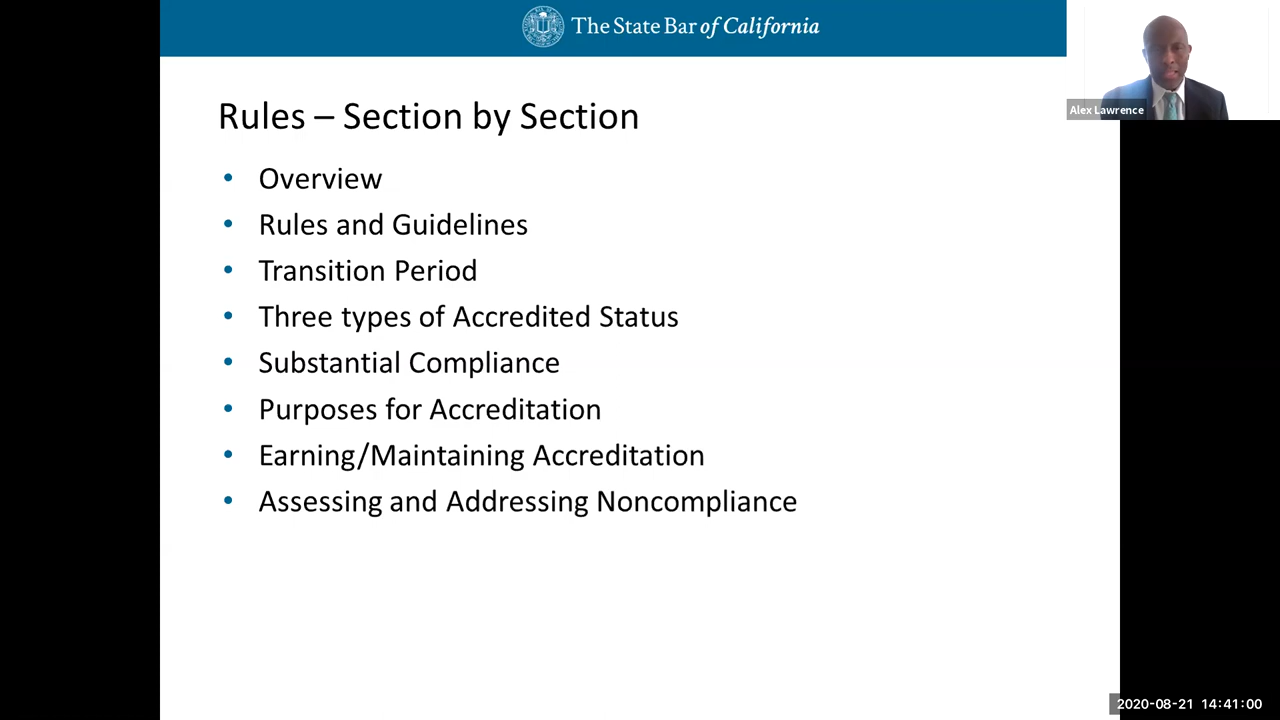 The State Bar of California
Alex Lawrence
Rules – Section by Section
• Overview
• Rules and Guidelines
• Transition Period
• Three types of Accredited Status
• Substantial Compliance
• Purposes for Accreditation
• Earning/Maintaining Accreditation
• Assessing and Addressing Noncompliance
2020-08-21 14:41:00